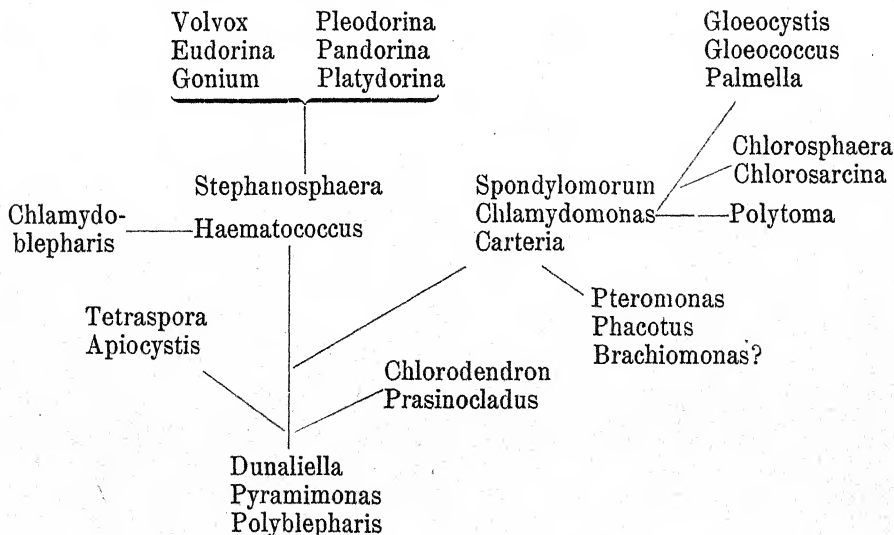 Volvox Pleodorina
Eudorina Pandorina
Gonium Platydorina
Gloeocystis
Gloeococcus
Palmella
Chlorosphaera
Chlorosarcina
Stephanosphaera
Haematococcus
Chlamydo-
blepharis
Spondylomorum
Chlamydomonas
Carteria
Polytoma
Pteromonas
Phacotus
Brachiomonas?
Tetraspora
Apiocystis
Chlorodendron
Prasinocladus
Dunaliella
Pyramimonas
Polyblepharis